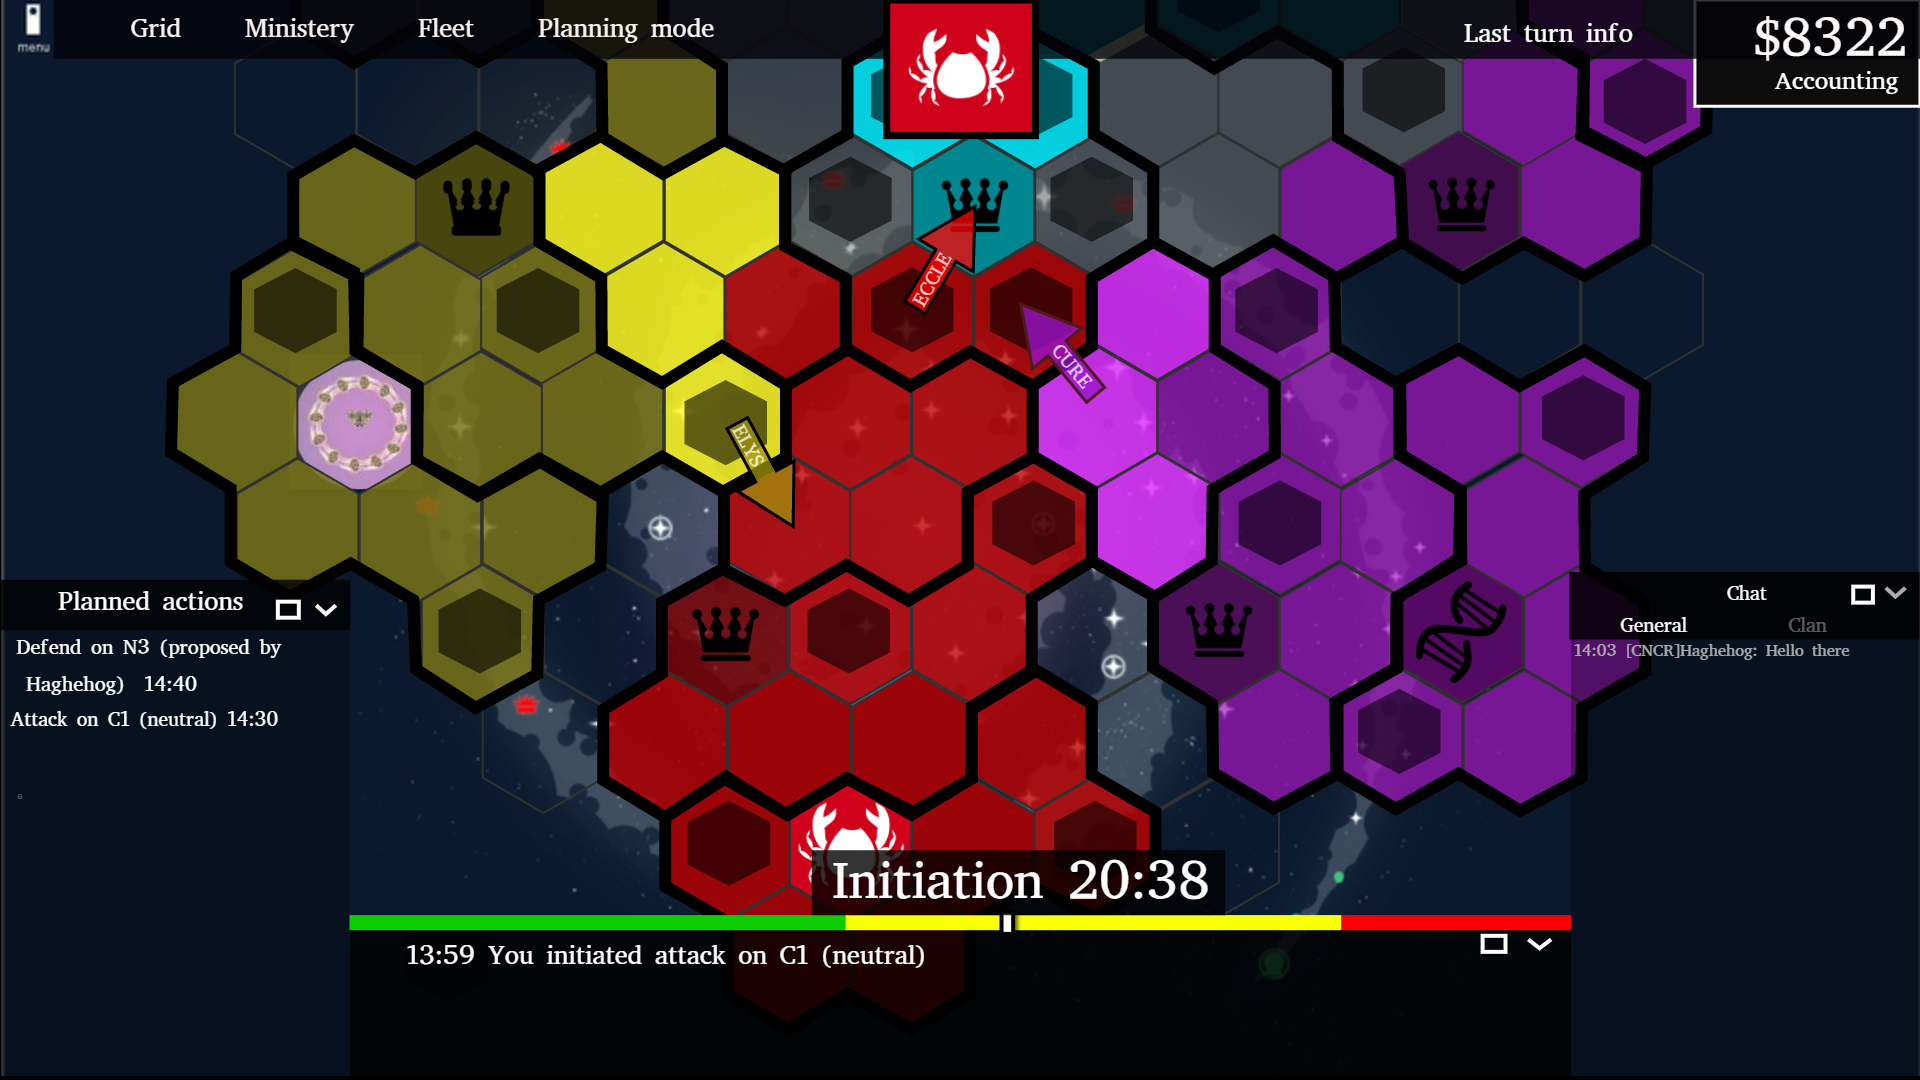 menu
Grid
Ministery
Fleet
Planning mode
Last turn info
$8322
Accounting
ECCLE
CURE
ELYS
Planned actions
Defend on N3 (proposed by
Haghehog) 14:40
Attack on C1 (neutral) 14:30
Chat
General
Clan
14:03 [CNCR]Haghehog: Hello there
Initiation 20:38
13:59 You initiated attack on C1 (neutral)